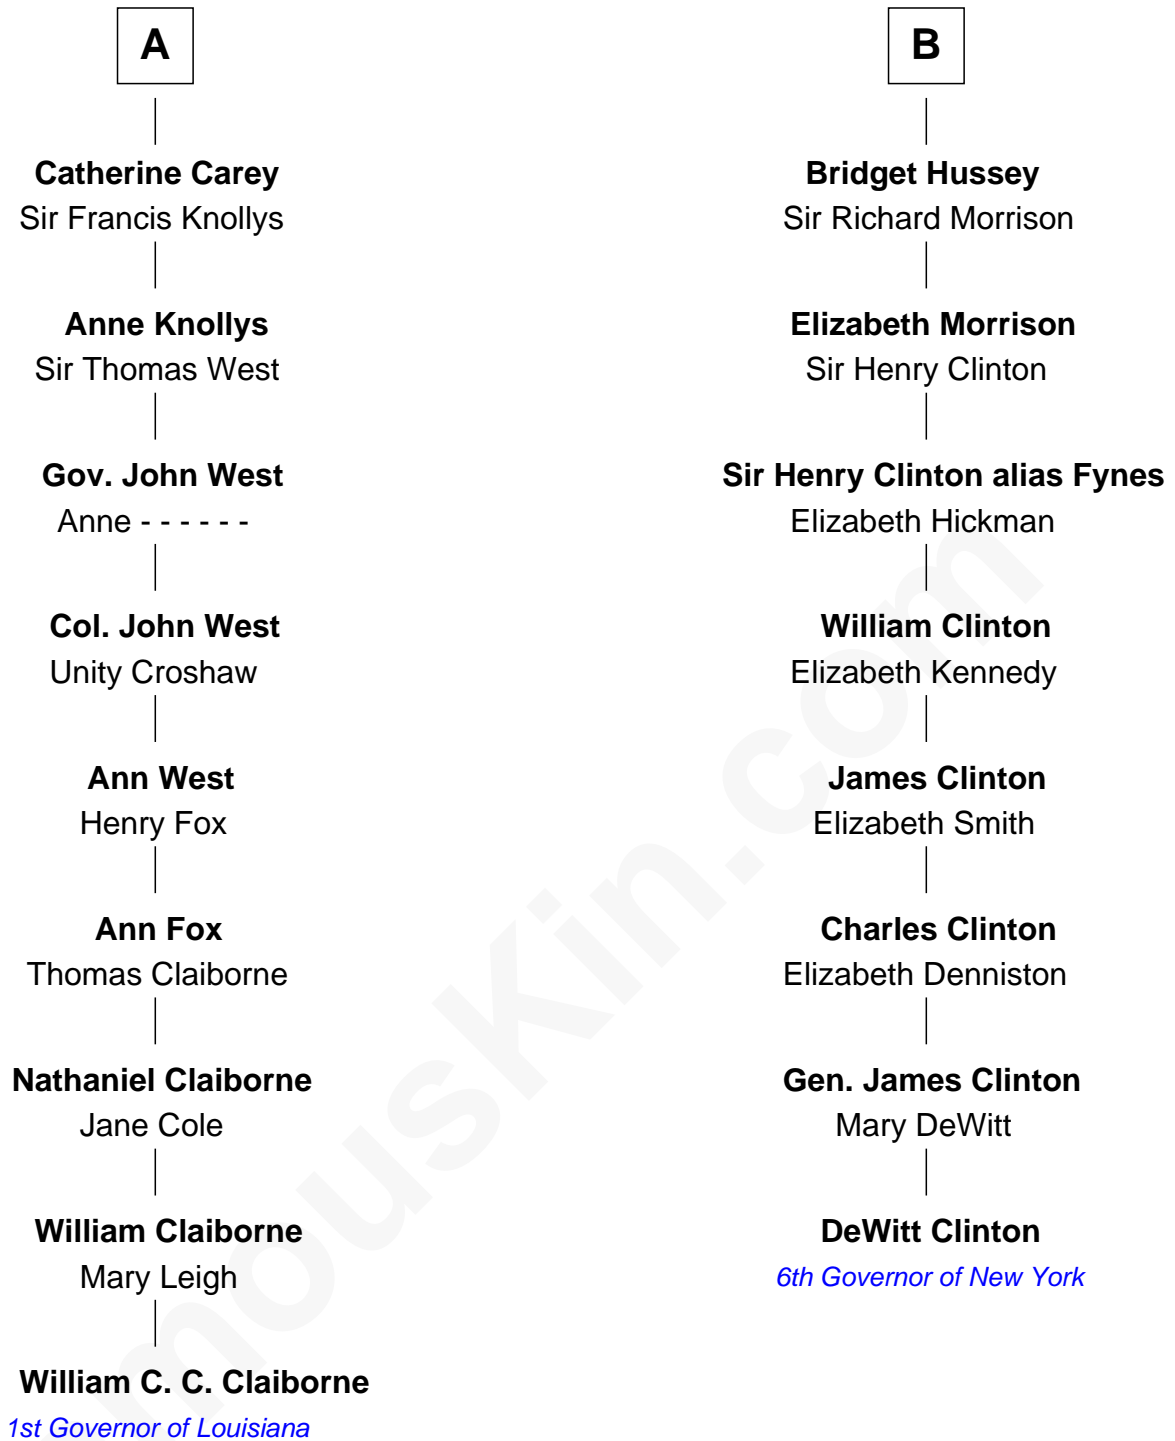 A
Catherine Carey
Sir Francis Knollys
Anne Knollys
Sir Thomas West
Gov. John West
Anne - - - - - -
Col. John West
Unity Croshaw
Ann West
Henry Fox
Ann Fox
Thomas Claiborne
Nathaniel Claiborne
Jane Cole
William Claiborne
Mary Leigh
William C. C. Claiborne
1st Governor of Louisiana
B
Bridget Hussey
Sir Richard Morrison
Elizabeth Morrison
Sir Henry Clinton
Sir Henry Clinton alias Fynes
Elizabeth Hickman
William Clinton
Elizabeth Kennedy
James Clinton
Elizabeth Smith
Charles Clinton
Elizabeth Denniston
Gen. James Clinton
Mary DeWitt
DeWitt Clinton
6th Governor of New York
mouskin.com